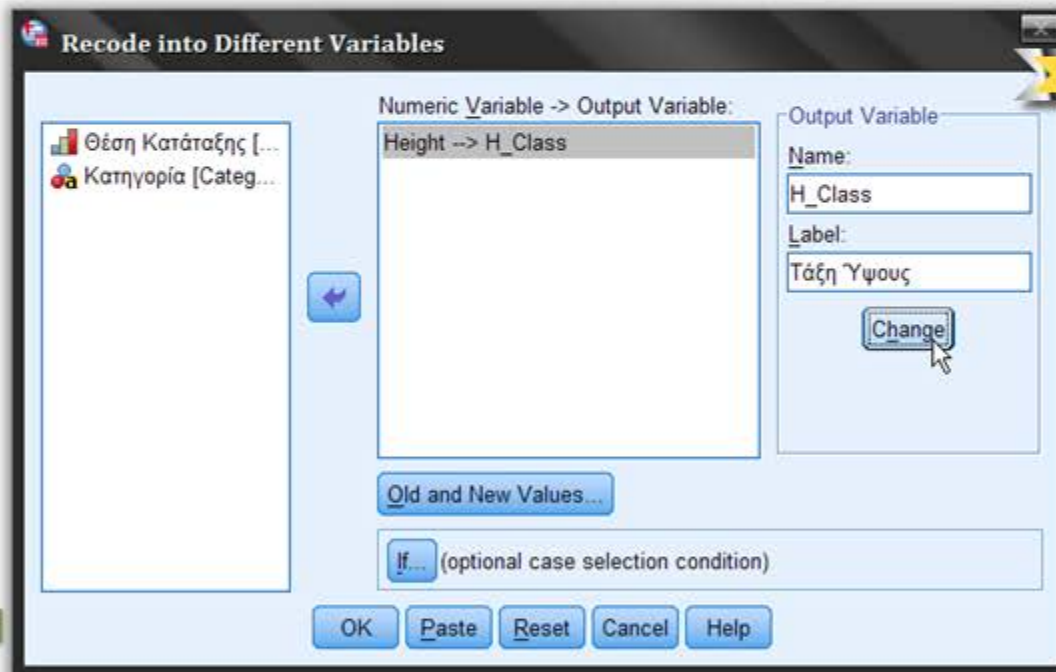 Recode into Different Variables
Θέση Κατάταξης [...
Κατηγορία [Categ...
Numeric Variable -> Output Variable:
Height --> H_Class
Output Variable
Name:
H_Class
Label:
Τάξη Ύψους
Change
Old and New Values...
If... (optional case selection condition)
OK Paste Reset Cancel Help